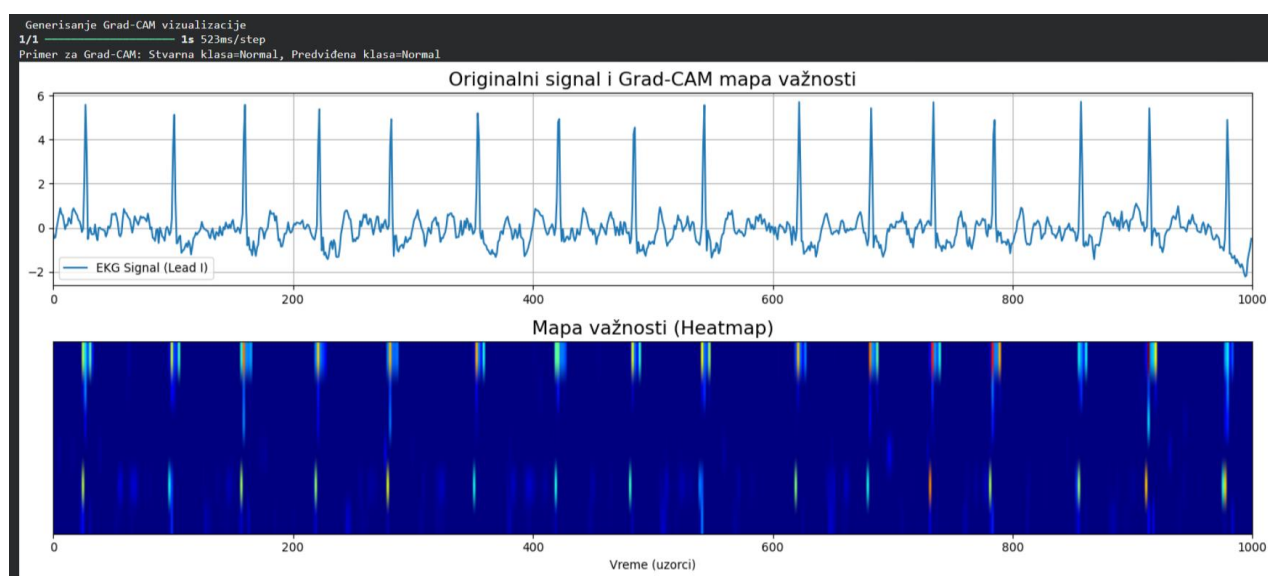 Generisanje Grad-CAM vizualizacije
1/1 ━━━━━━━━━━━━━━━━━━━━ 1s 523ms/step
Primer za Grad-CAM: Stvarna klasa=Normal, Predviđena klasa=Normal
Originalni signal i Grad-CAM mapa važnosti
6
4
2
0
−2
EKG Signal (Lead I)
0 200 400 600 800 1000
Mapa važnosti (Heatmap)
0 200 400 600 800 1000
Vreme (uzorci)